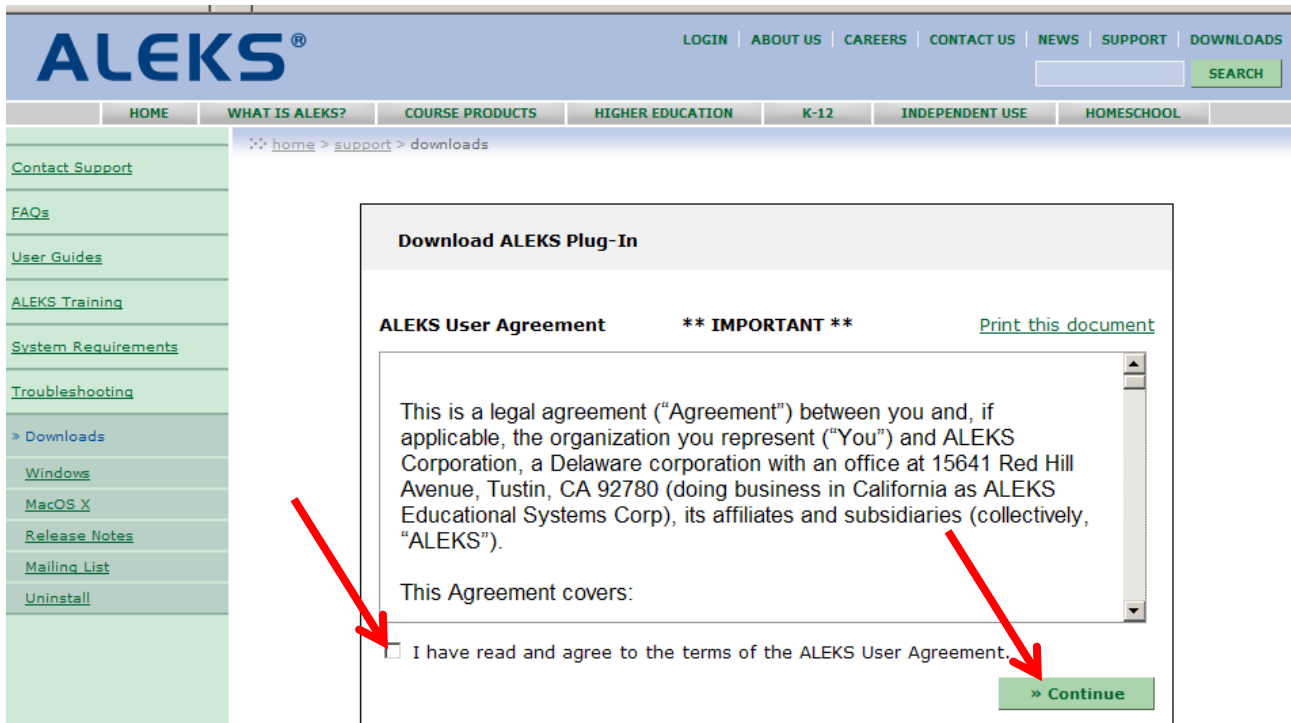 ALEKS®
LOGIN | ABOUT US | CAREERS | CONTACT US | NEWS | SUPPORT | DOWNLOADS
SEARCH
HOME WHAT IS ALEKS? COURSE PRODUCTS HIGHER EDUCATION K-12 INDEPENDENT USE HOMESCHOOL
home > support > downloads
Contact Support
FAQs
User Guides
ALEKS Training
System Requirements
Troubleshooting
» Downloads
Windows
MacOS X
Release Notes
Mailing List
Uninstall
Download ALEKS Plug-In
ALEKS User Agreement ** IMPORTANT ** Print this document
This is a legal agreement (“Agreement”) between you and, if
applicable, the organization you represent (“You”) and ALEKS
Corporation, a Delaware corporation with an office at 15641 Red Hill
Avenue, Tustin, CA 92780 (doing business in California as ALEKS
Educational Systems Corp), its affiliates and subsidiaries (collectively,
“ALEKS”).
This Agreement covers:
I have read and agree to the terms of the ALEKS User Agreement.
» Continue